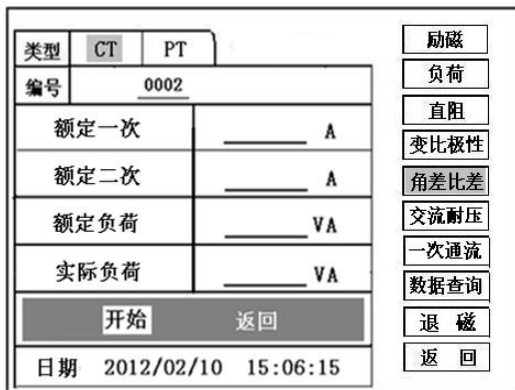 类型 CT PT
编号 0002
额定一次 A
额定二次 A
额定负荷 VA
实际负荷 VA
开始 返回
日期 2012/02/10 15:06:15
励磁
负荷
直阻
变比极性
角差比差
交流耐压
一次通流
数据查询
退 磁
返 回